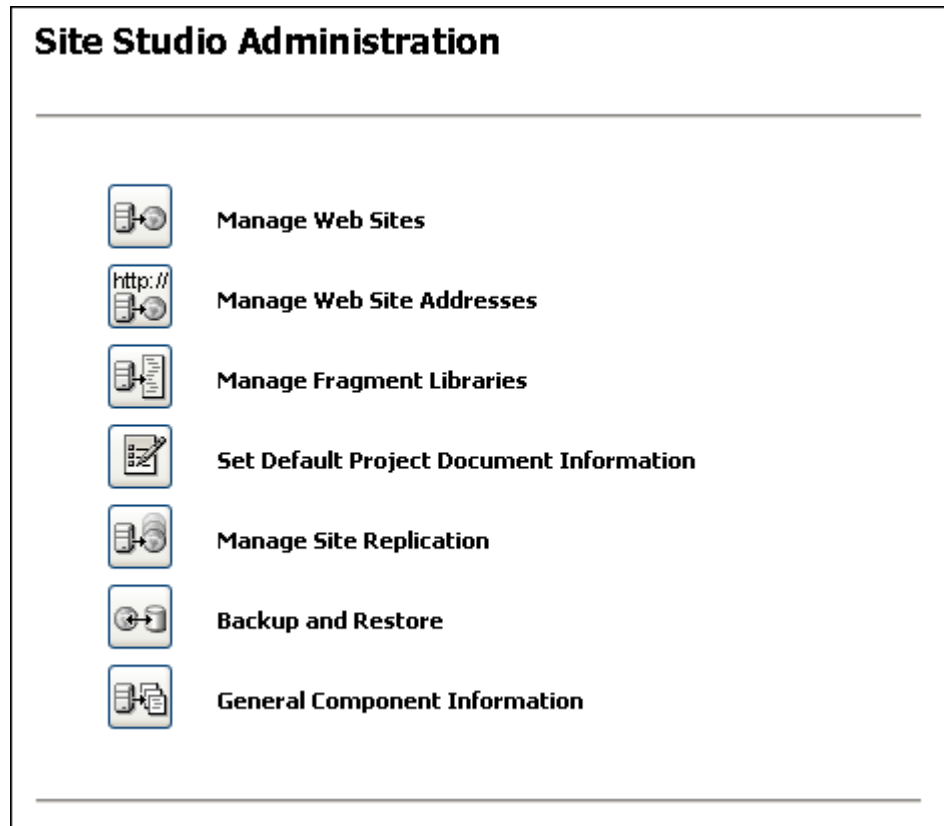 Site Studio Administration
Manage Web Sites
http://
Manage Web Site Addresses
Manage Fragment Libraries
Set Default Project Document Information
Manage Site Replication
Backup and Restore
General Component Information